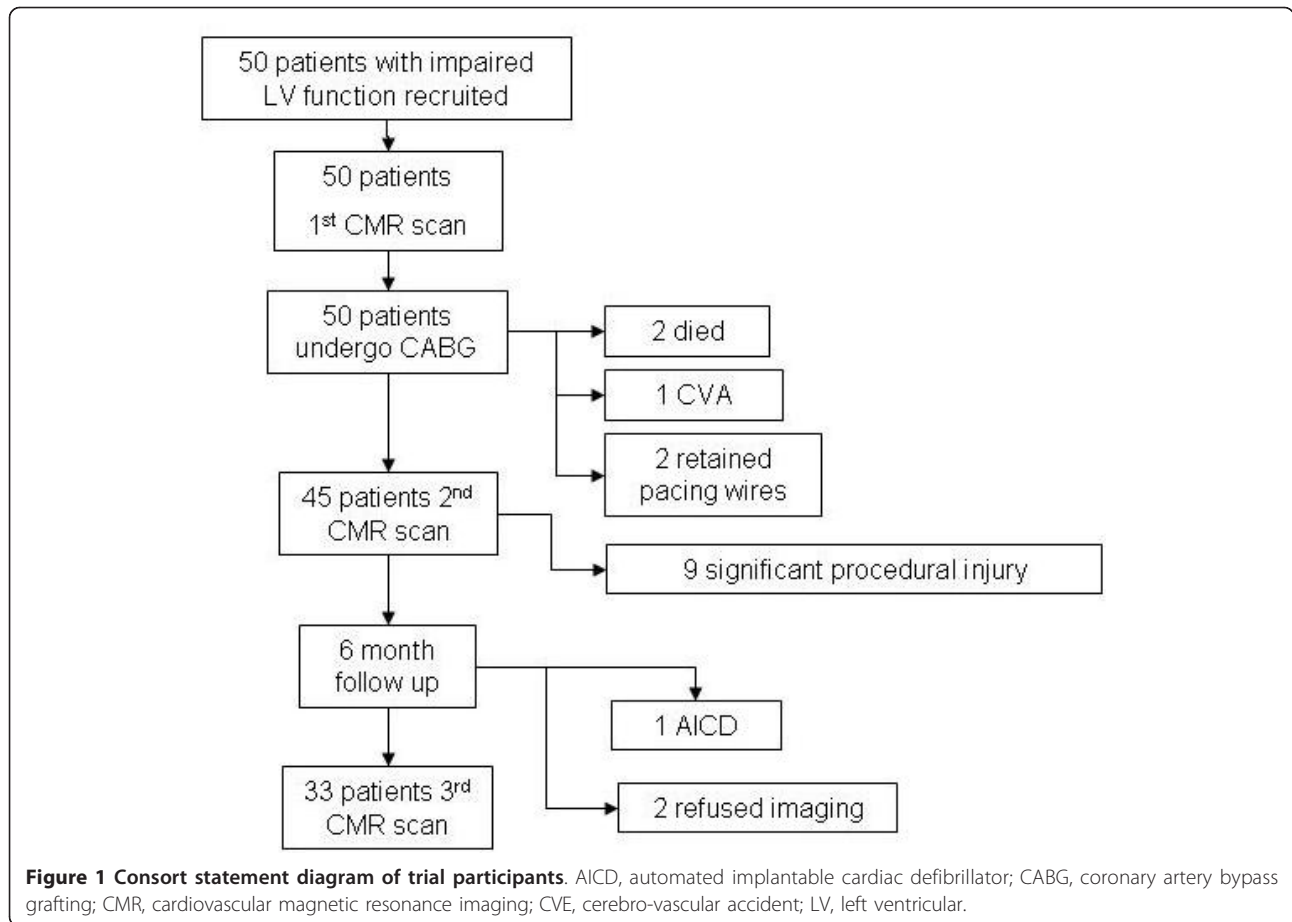 50 patients with impaired
LV function recruited
50 patients
1st CMR scan
50 patients
undergo CABG
2 died
1 CVA
2 retained
pacing wires
45 patients 2nd
CMR scan
9 significant procedural injury
6 month
follow up
1 AICD
33 patients 3rd
CMR scan
2 refused imaging
Figure 1 Consort statement diagram of trial participants. AICD, automated implantable cardiac defibrillator; CABG, coronary artery bypass
grafting; CMR, cardiovascular magnetic resonance imaging; CVE, cerebro-vascular accident; LV, left ventricular.